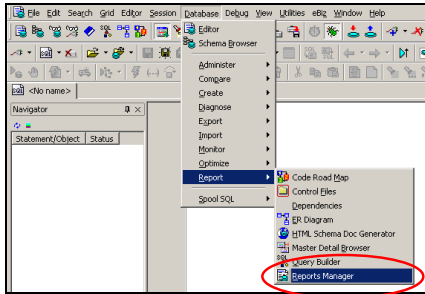 File Edit Search Grid Editor Session Database Debug View Utilities eBiz Window Help
Editor
Schema Browser
Administer
Compare
Create
Diagnose
Export
Import
Monitor
Optimize
Report
Spool SQL
<No name>
Navigator
Statement/Object Status
Code Road Map
Control Files
Dependencies
ER Diagram
HTML Schema Doc Generator
Master Detail Browser
Query Builder
Reports Manager